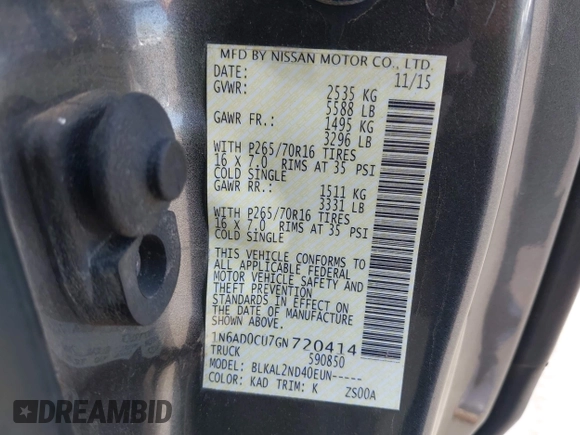 MFD BY NISSAN MOTOR CO., LTD.
DATE: 11/15
GVWR: 2535 KG
5588 LB
GAWR FR.: 1495 KG
3296 LB
WITH P265/70R16 TIRES
16 X 7.0 RIMS AT 35 PSI
COLD SINGLE
GAWR RR.: 1511 KG
3331 LB
WITH P265/70R16 TIRES
16 X 7.0 RIMS AT 35 PSI
COLD SINGLE
THIS VEHICLE CONFORMS TO
ALL APPLICABLE FEDERAL
MOTOR VEHICLE SAFETY AND
THEFT PREVENTION
STANDARDS IN EFFECT ON
THE DATE OF MANUFACTURE
SHOWN ABOVE.
1N6AD0CU7GN720414
TRUCK 590850
MODEL: BLKAL2ND40EUN-----
COLOR: KAD TRIM: K ZS00A
DREAMBID